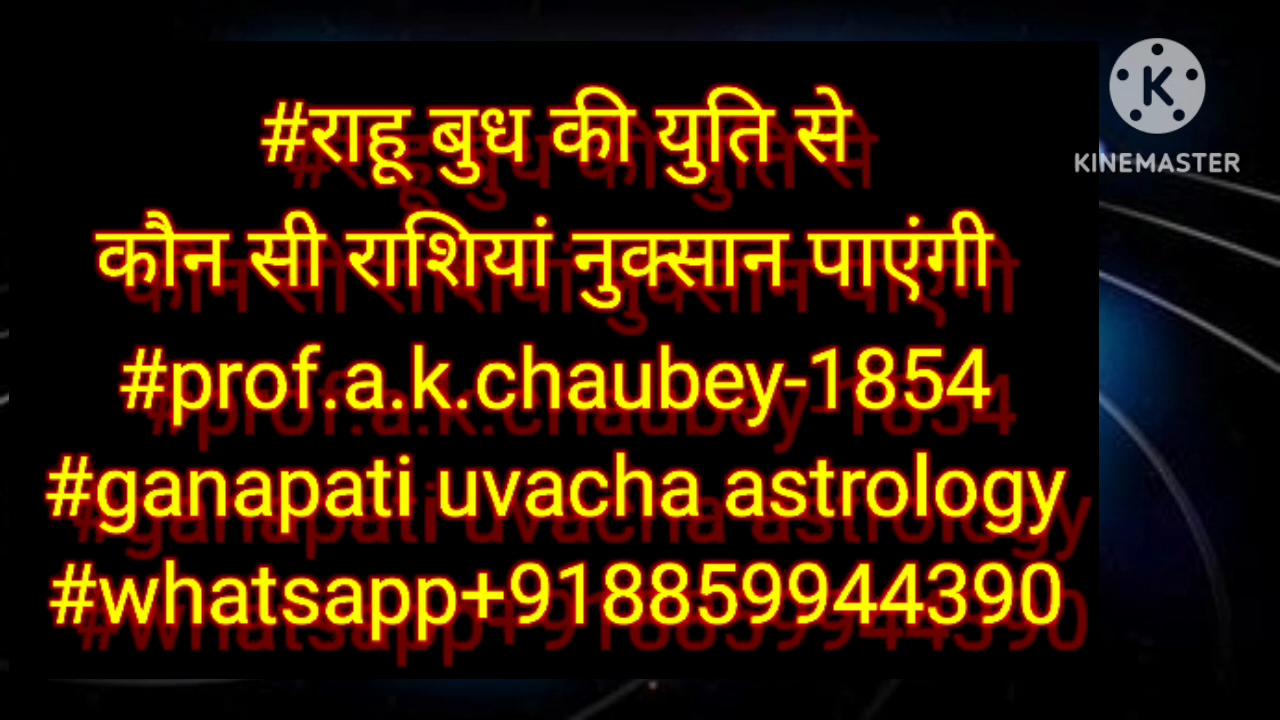 #राहू बुध की युति से
कौन सी राशियां नुक्सान पाएंगी
#prof.a.k.chaubey-1854
#ganapati uvacha astrology
#whatsapp+918859944390
KINEMASTER